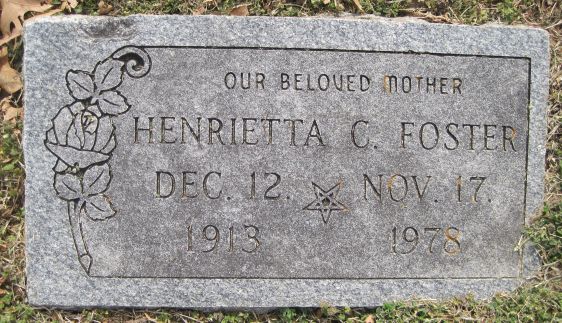 OUR BELOVED MOTHER
HENRIETTA C. FOSTER
DEC. 12. NOV. 17.
1913 1978